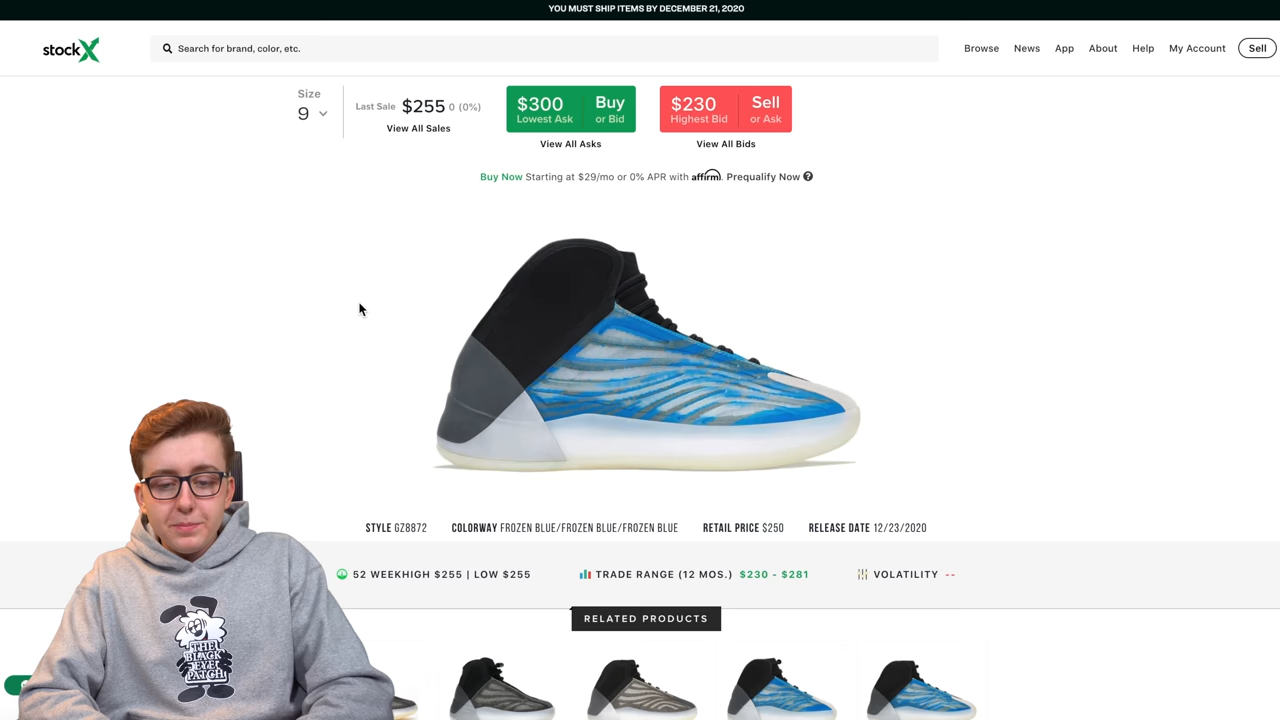 YOU MUST SHIP ITEMS BY DECEMBER 21, 2020
stockX
Search for brand, color, etc.
Browse News App About Help My Account Sell
Size
9
Last Sale $255 0 (0%)
View All Sales
$300 Buy
Lowest Ask or Bid
View All Asks
$230 Sell
Highest Bid or Ask
View All Bids
Buy Now Starting at $29/mo or 0% APR with affirm. Prequalify Now ?
STYLE GZ8872 COLORWAY FROZEN BLUE/FROZEN BLUE/FROZEN BLUE RETAIL PRICE $250 RELEASE DATE 12/23/2020
52 WEEKHIGH $255 | LOW $255 TRADE RANGE (12 MOS.) $230 - $281 VOLATILITY --
RELATED PRODUCTS
THE
BLACK
EYE
PATCH